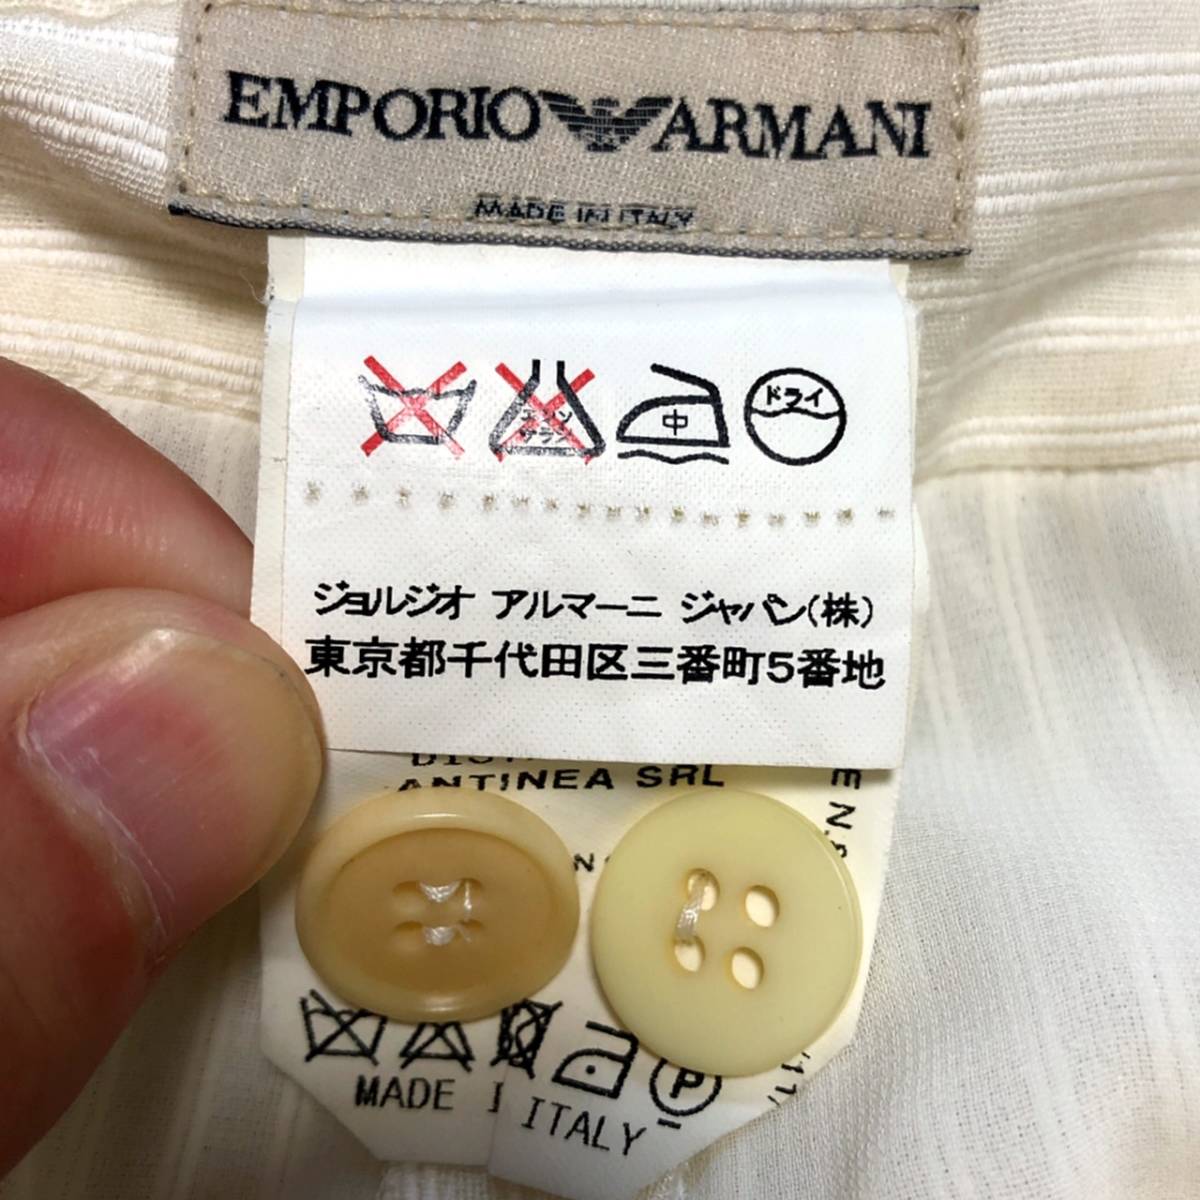 EMPORIO ARMANI
MADE IN ITALY
エンソ サラシ
中
ドライ
ジョルジオ アルマーニ ジャパン(株)
東京都千代田区三番町5番地
ANTINEA SRL
P
MADE I
ITALY